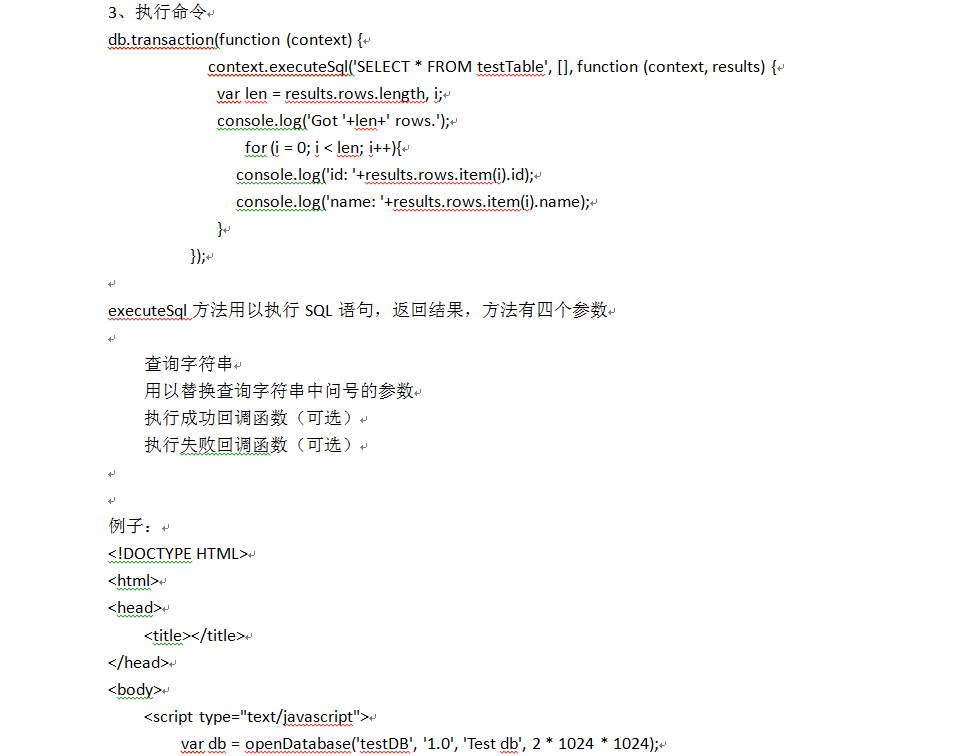 3、执行命令
db.transaction(function (context) {
context.executeSql('SELECT * FROM testTable', [], function (context, results) {
var len = results.rows.length, i;
console.log('Got '+len+' rows.');
for (i = 0; i < len; i++){
console.log('id: '+results.rows.item(i).id);
console.log('name: '+results.rows.item(i).name);
}
});
executeSql 方法用以执行 SQL 语句，返回结果，方法有四个参数
查询字符串
用以替换查询字符串中问号的参数
执行成功回调函数（可选）
执行失败回调函数（可选）
例子：
<!DOCTYPE HTML>
<html>
<head>
<title></title>
</head>
<body>
<script type="text/javascript">
var db = openDatabase('testDB', '1.0', 'Test db', 2 * 1024 * 1024);